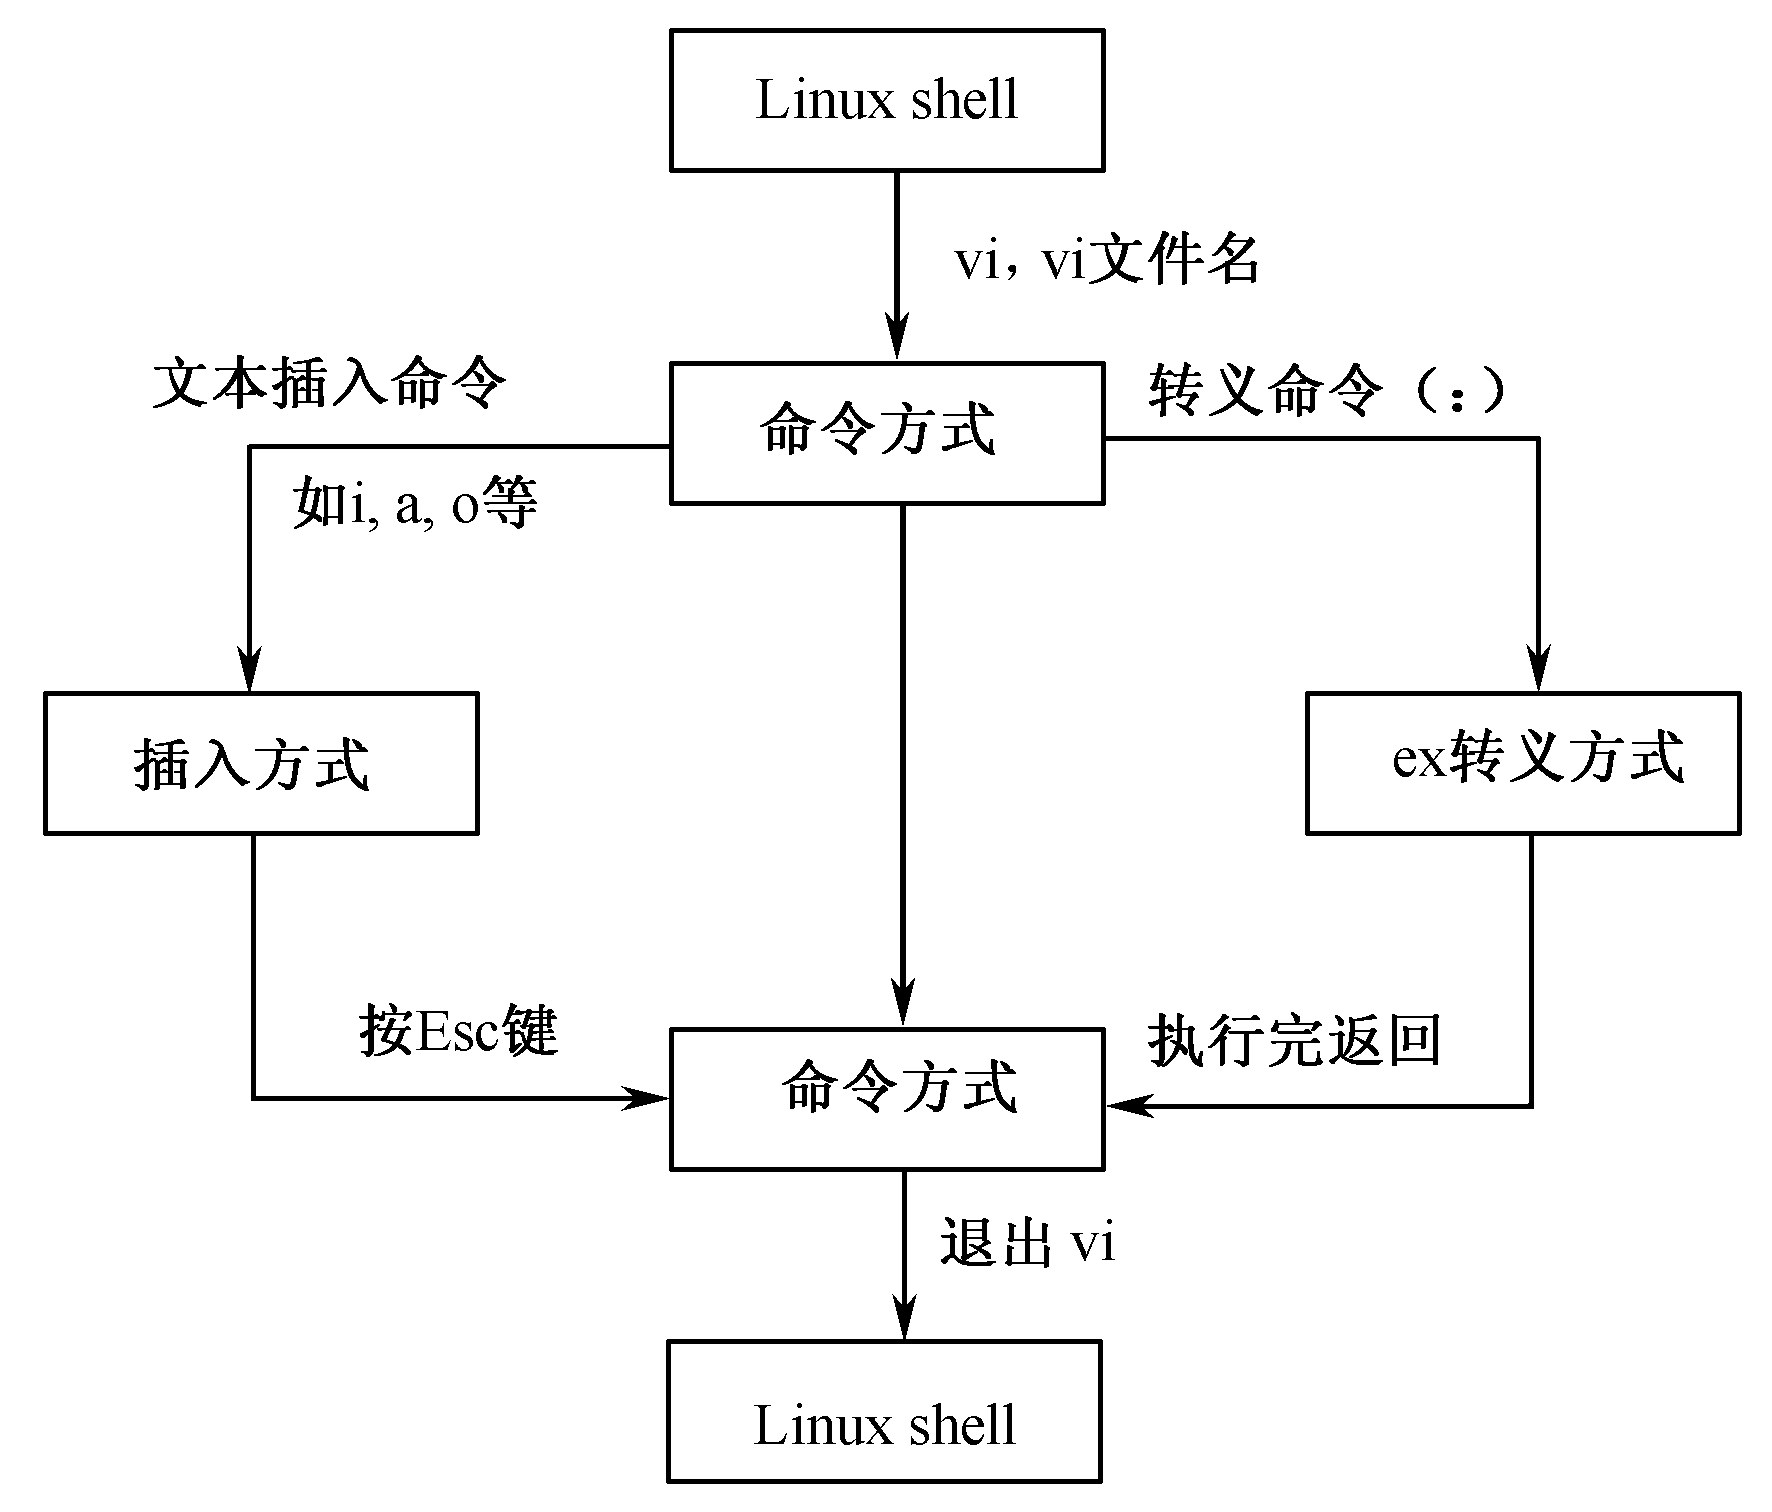 Linux shell
vi，vi文件名
文本插入命令
转义命令（:）
命令方式
如i, a, o等
插入方式
ex转义方式
按Esc键
执行完返回
命令方式
退出 vi
Linux shell